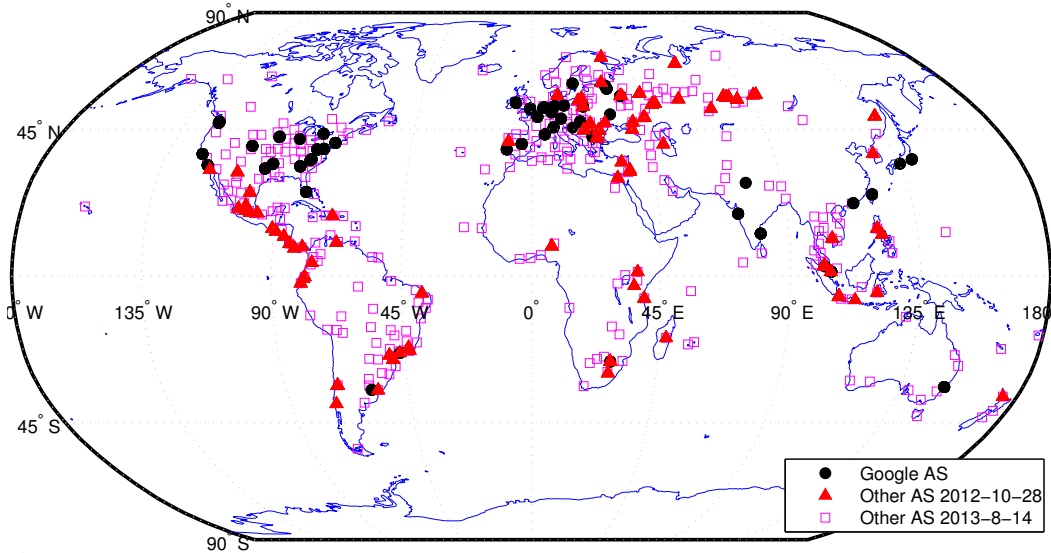 90° N
45° N
0° W 135° W 90° W 45° W 0° 45° E 90° E 135° E 180°
45° S
90° S
Google AS
Other AS 2012−10−28
Other AS 2013−8−14